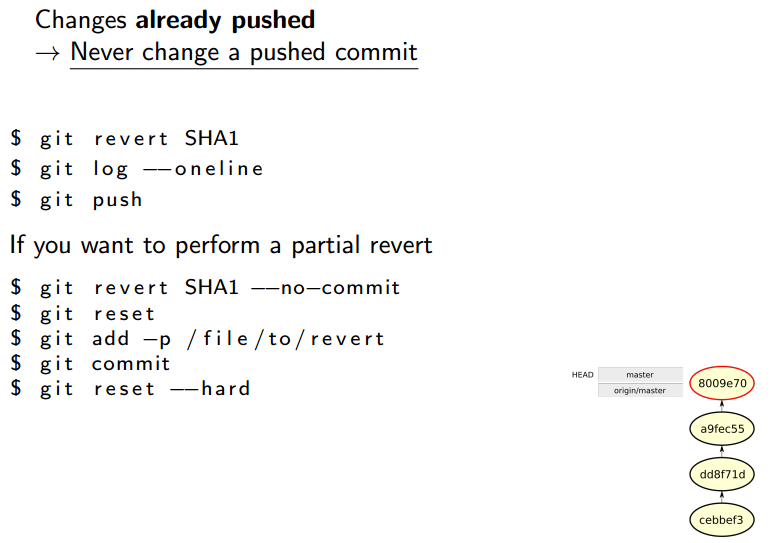 Changes already pushed
→ Never change a pushed commit
$ git revert SHA1
$ git log --oneline
$ git push
If you want to perform a partial revert
$ git revert SHA1 --no-commit
$ git reset
$ git add -p /file/to/revert
$ git commit
$ git reset --hard
HEAD master 8009e70
origin/master
a9fec55
dd8f71d
cebbef3